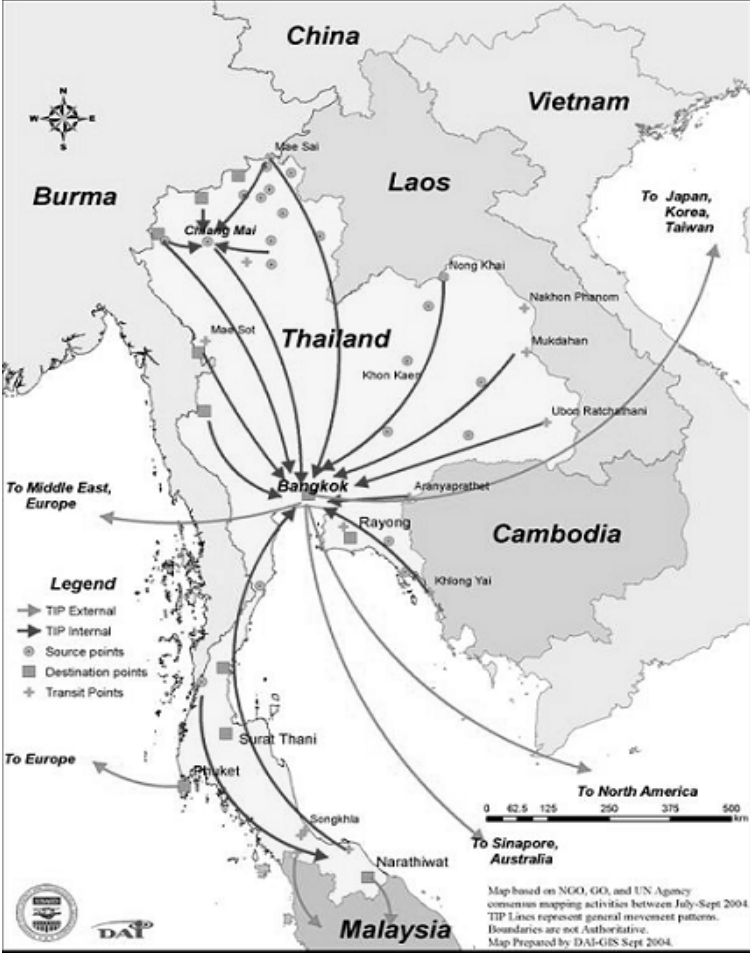 China
Vietnam
N
W E
S
Mae Sai
Burma
Laos
To Japan,
Korea,
Taiwan
Chiang Mai
Nong Khai
Nakhon Phanom
Mae Sot
Thailand
Mukdahan
Khon Kaen
Ubon Ratchathani
Bangkok
Aranyaprathet
To Middle East,
Europe
Rayong
Cambodia
Legend
Khlong Yai
TIP External
TIP Internal
Source points
Destination points
Transit Points
Surat Thani
To Europe
Phuket
To North America
0 62.5 125 250 375 500
km
Songkhla
To Sinapore,
Australia
Narathiwat
Map based on NGO, GO, and UN Agency
consensus mapping activities between July-Sept 2004.
TIP Lines represent general movement patterns.
Boundaries are not Authoritative.
Map Prepared by DAI-GIS Sept 2004.
DAI
Malaysia